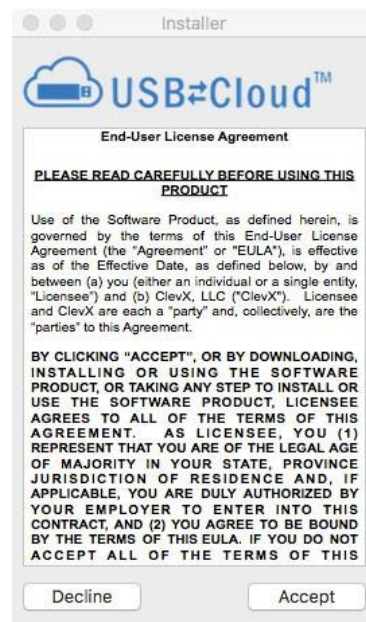 Installer
USB⇄Cloud™
End-User License Agreement
PLEASE READ CAREFULLY BEFORE USING THIS
PRODUCT
Use of the Software Product, as defined herein, is
governed by the terms of this End-User License
Agreement (the "Agreement" or "EULA"), is effective
as of the Effective Date, as defined below, by and
between (a) you (either an individual or a single entity,
"Licensee") and (b) ClevX, LLC ("ClevX"). Licensee
and ClevX are each a "party" and, collectively, are the
"parties" to this Agreement.
BY CLICKING "ACCEPT", OR BY DOWNLOADING,
INSTALLING OR USING THE SOFTWARE
PRODUCT, OR TAKING ANY STEP TO INSTALL OR
USE THE SOFTWARE PRODUCT, LICENSEE
AGREES TO ALL OF THE TERMS OF THIS
AGREEMENT. AS LICENSEE, YOU (1)
REPRESENT THAT YOU ARE OF THE LEGAL AGE
OF MAJORITY IN YOUR STATE, PROVINCE
JURISDICTION OF RESIDENCE AND, IF
APPLICABLE, YOU ARE DULY AUTHORIZED BY
YOUR EMPLOYER TO ENTER INTO THIS
CONTRACT, AND (2) YOU AGREE TO BE BOUND
BY THE TERMS OF THIS EULA. IF YOU DO NOT
ACCEPT ALL OF THE TERMS OF THIS
Decline Accept